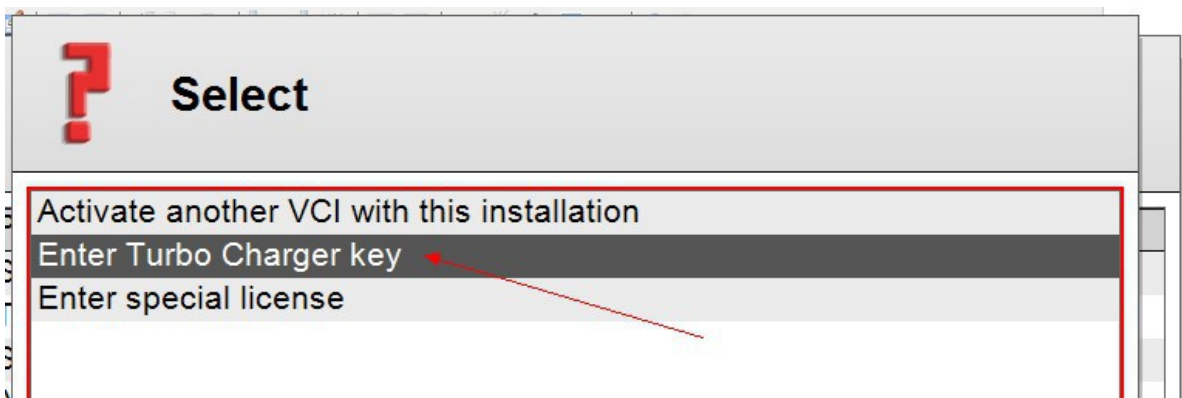 Select
Activate another VCI with this installation
Enter Turbo Charger key
Enter special license